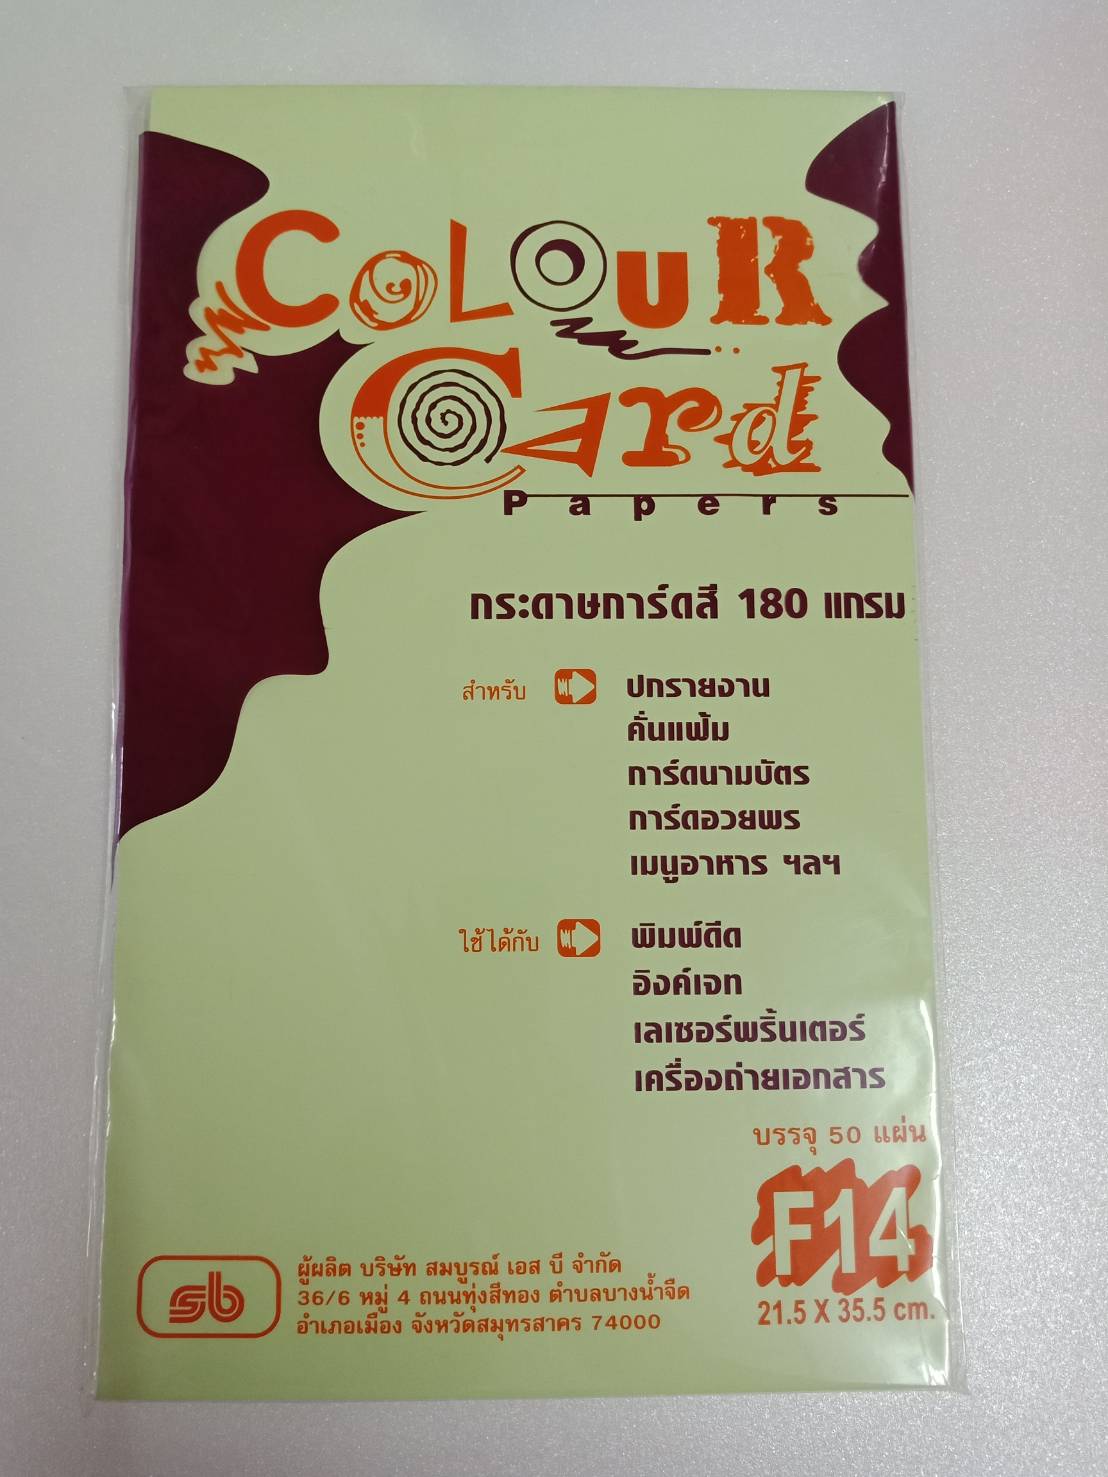 COLOUR
Card
Papers
กระดาษการ์ดสี 180 แกรม
สำหรับ ปกรายงาน
คั่นแฟ้ม
การ์ดนามบัตร
การ์ดอวยพร
เมนูอาหาร ฯลฯ
ใช้ได้กับ พิมพ์ดีด
อิงค์เจท
เลเซอร์พริ้นเตอร์
เครื่องถ่ายเอกสาร
บรรจุ 50 แผ่น
F14
21.5 X 35.5 cm.
sb
ผู้ผลิต บริษัท สมบูรณ์ เอส บี จำกัด
36/6 หมู่ 4 ถนนทุ่งสีทอง ตำบลบางน้ำจืด
อำเภอเมือง จังหวัดสมุทรสาคร 74000